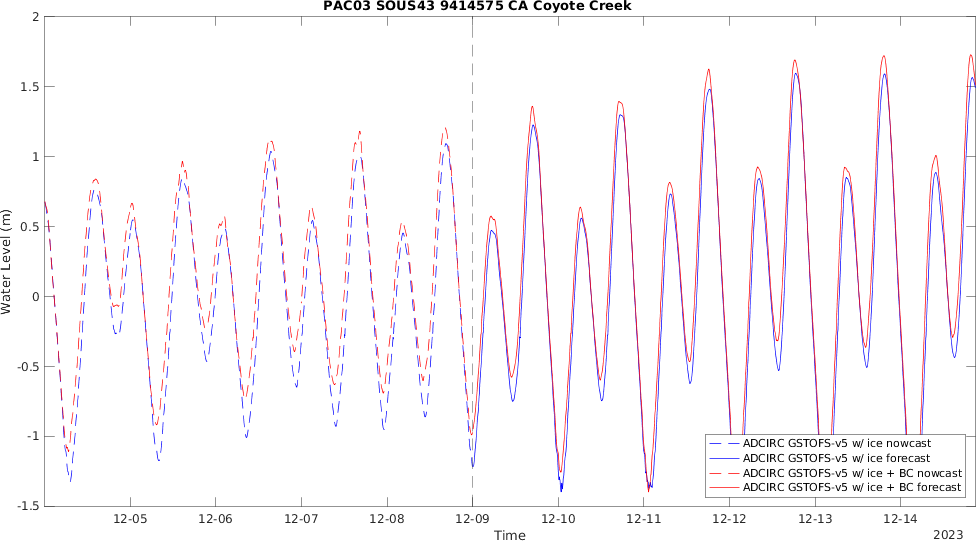 PAC03 SOUS43 9414575 CA Coyote Creek
2
1.5
1
0.5
0
-0.5
-1
-1.5
Water Level (m)
ADCIRC GSTOFS-v5 w/ ice nowcast
ADCIRC GSTOFS-v5 w/ ice forecast
ADCIRC GSTOFS-v5 w/ ice + BC nowcast
ADCIRC GSTOFS-v5 w/ ice + BC forecast
12-05 12-06 12-07 12-08 12-09 12-10 12-11 12-12 12-13 12-14
Time
2023